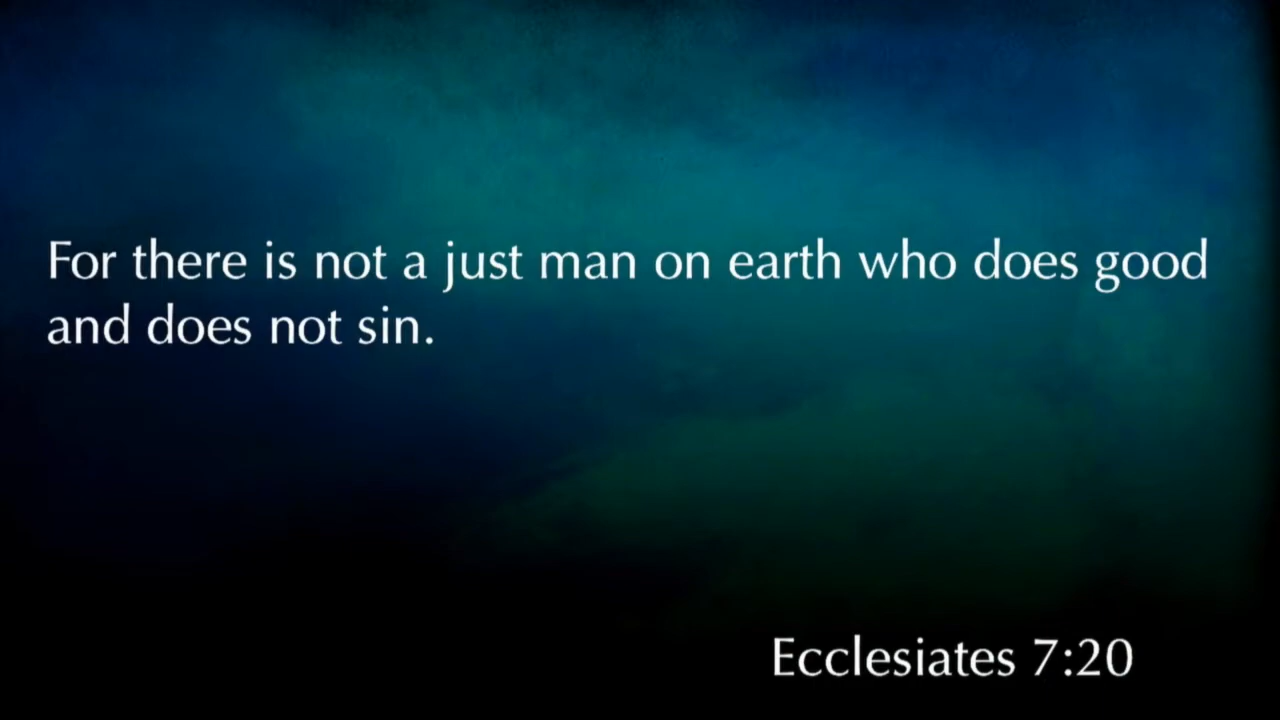 For there is not a just man on earth who does good
and does not sin.
Ecclesiates 7:20